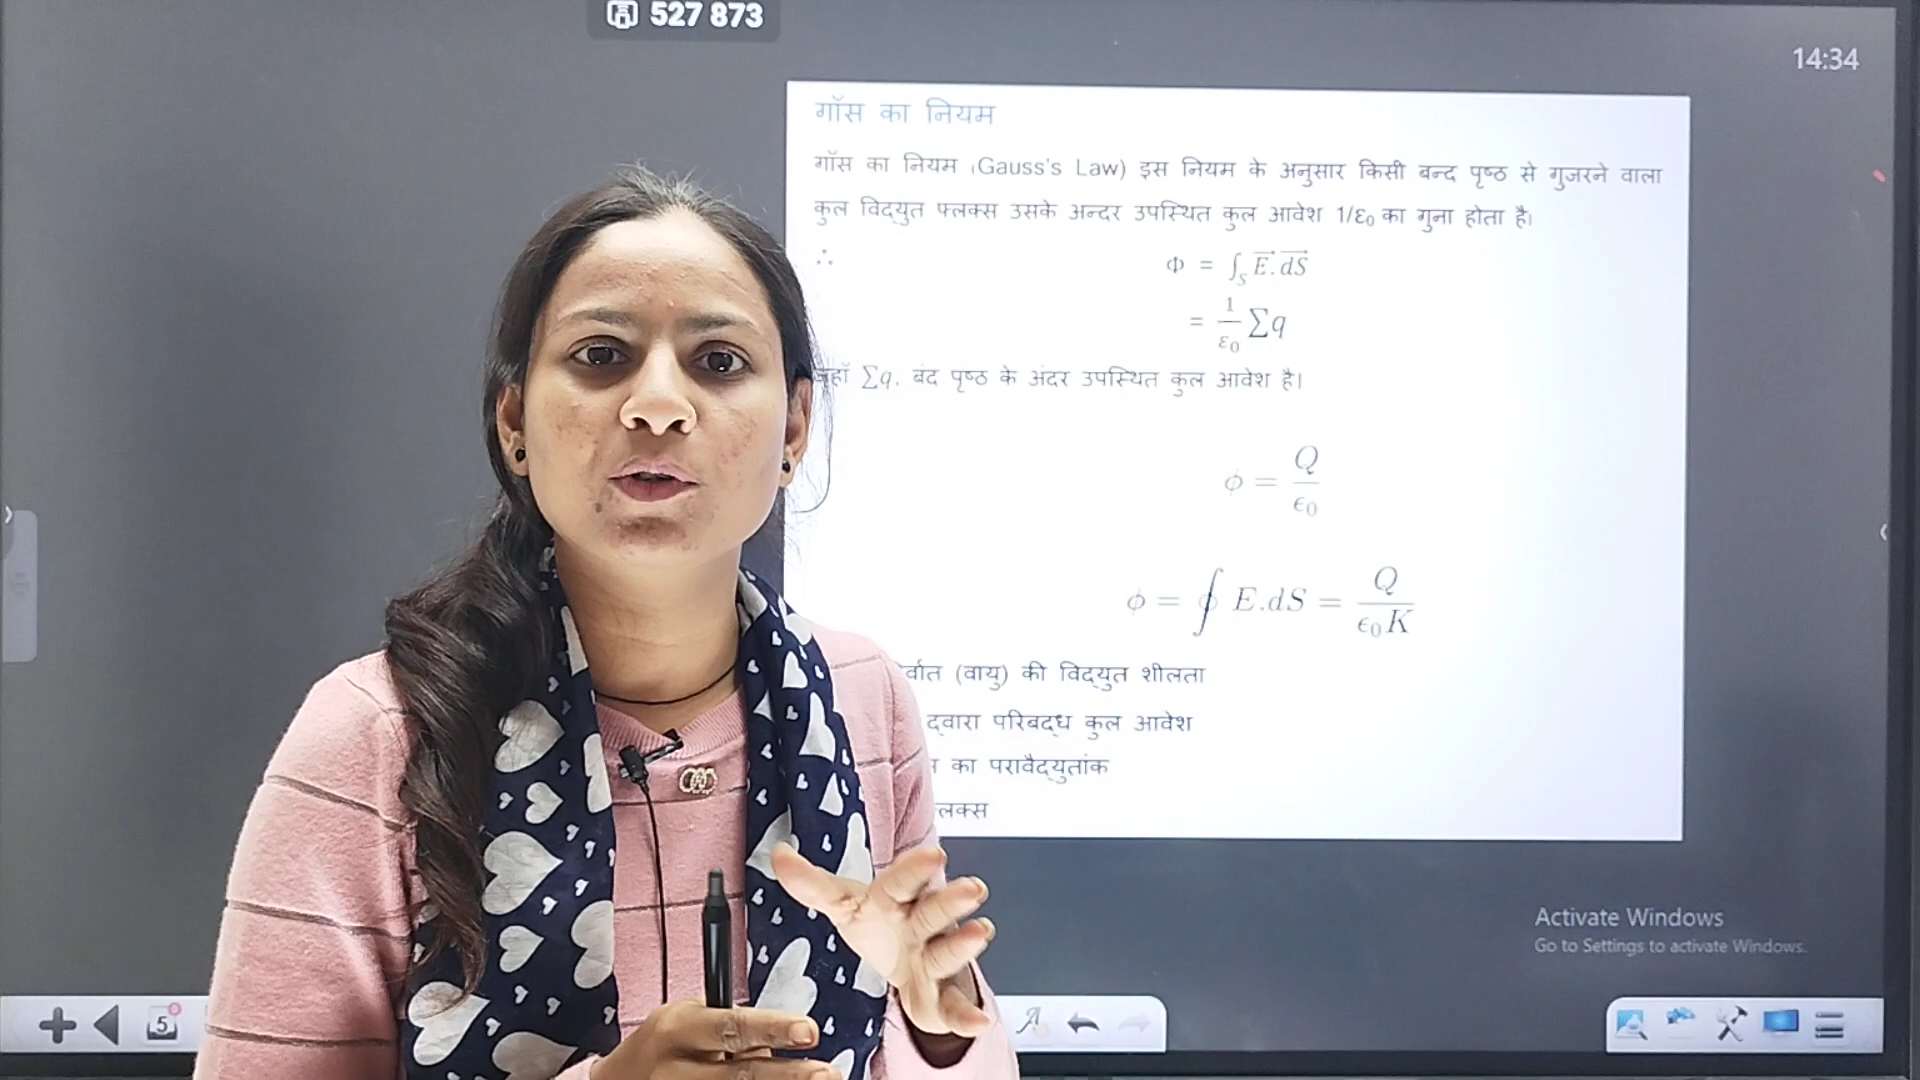 527 873
14:34
गॉस का नियम
गॉस का नियम (Gauss's Law) इस नियम के अनुसार किसी बन्द पृष्ठ से गुजरने वाला
कुल विद्युत फ्लक्स उसके अन्दर उपस्थित कुल आवेश 1/ε₀ का गुना होता है।
∴ Φ = ∫ₛ E⃗.dS⃗
= 1/ε₀ ∑q
जहाँ ∑q, बंद पृष्ठ के अंदर उपस्थित कुल आवेश है।
ϕ = Q/ϵ₀
ϕ = ∮ E.dS = Q/ϵ₀K
र्वात (वायु) की विद्युत शीलता
द्वारा परिबद्ध कुल आवेश
का परावैद्युतांक
लक्स
Activate Windows
Go to Settings to activate Windows.
5